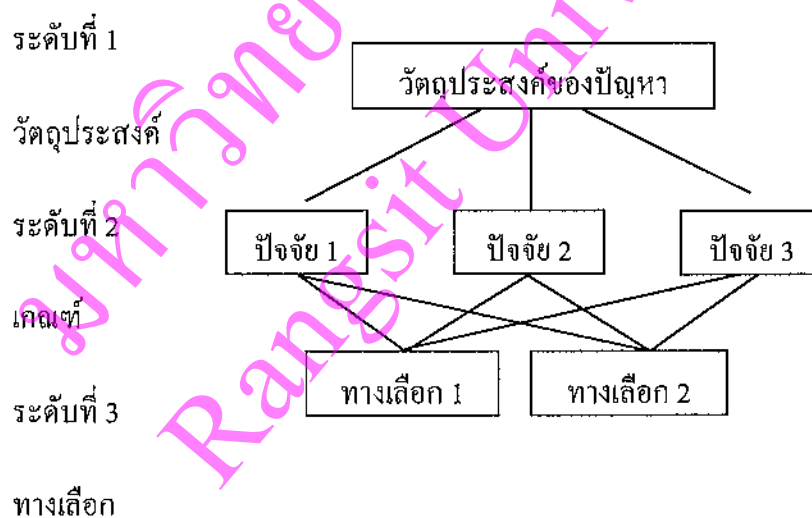 ระดับที่ 1
วัตถุประสงค์ของปัญหา
วัตถุประสงค์
ระดับที่ 2
ปัจจัย 1
ปัจจัย 2
ปัจจัย 3
เกณฑ์
ทางเลือก 1
ทางเลือก 2
ระดับที่ 3
ทางเลือก
มหาวิทย
Rangsit Univ